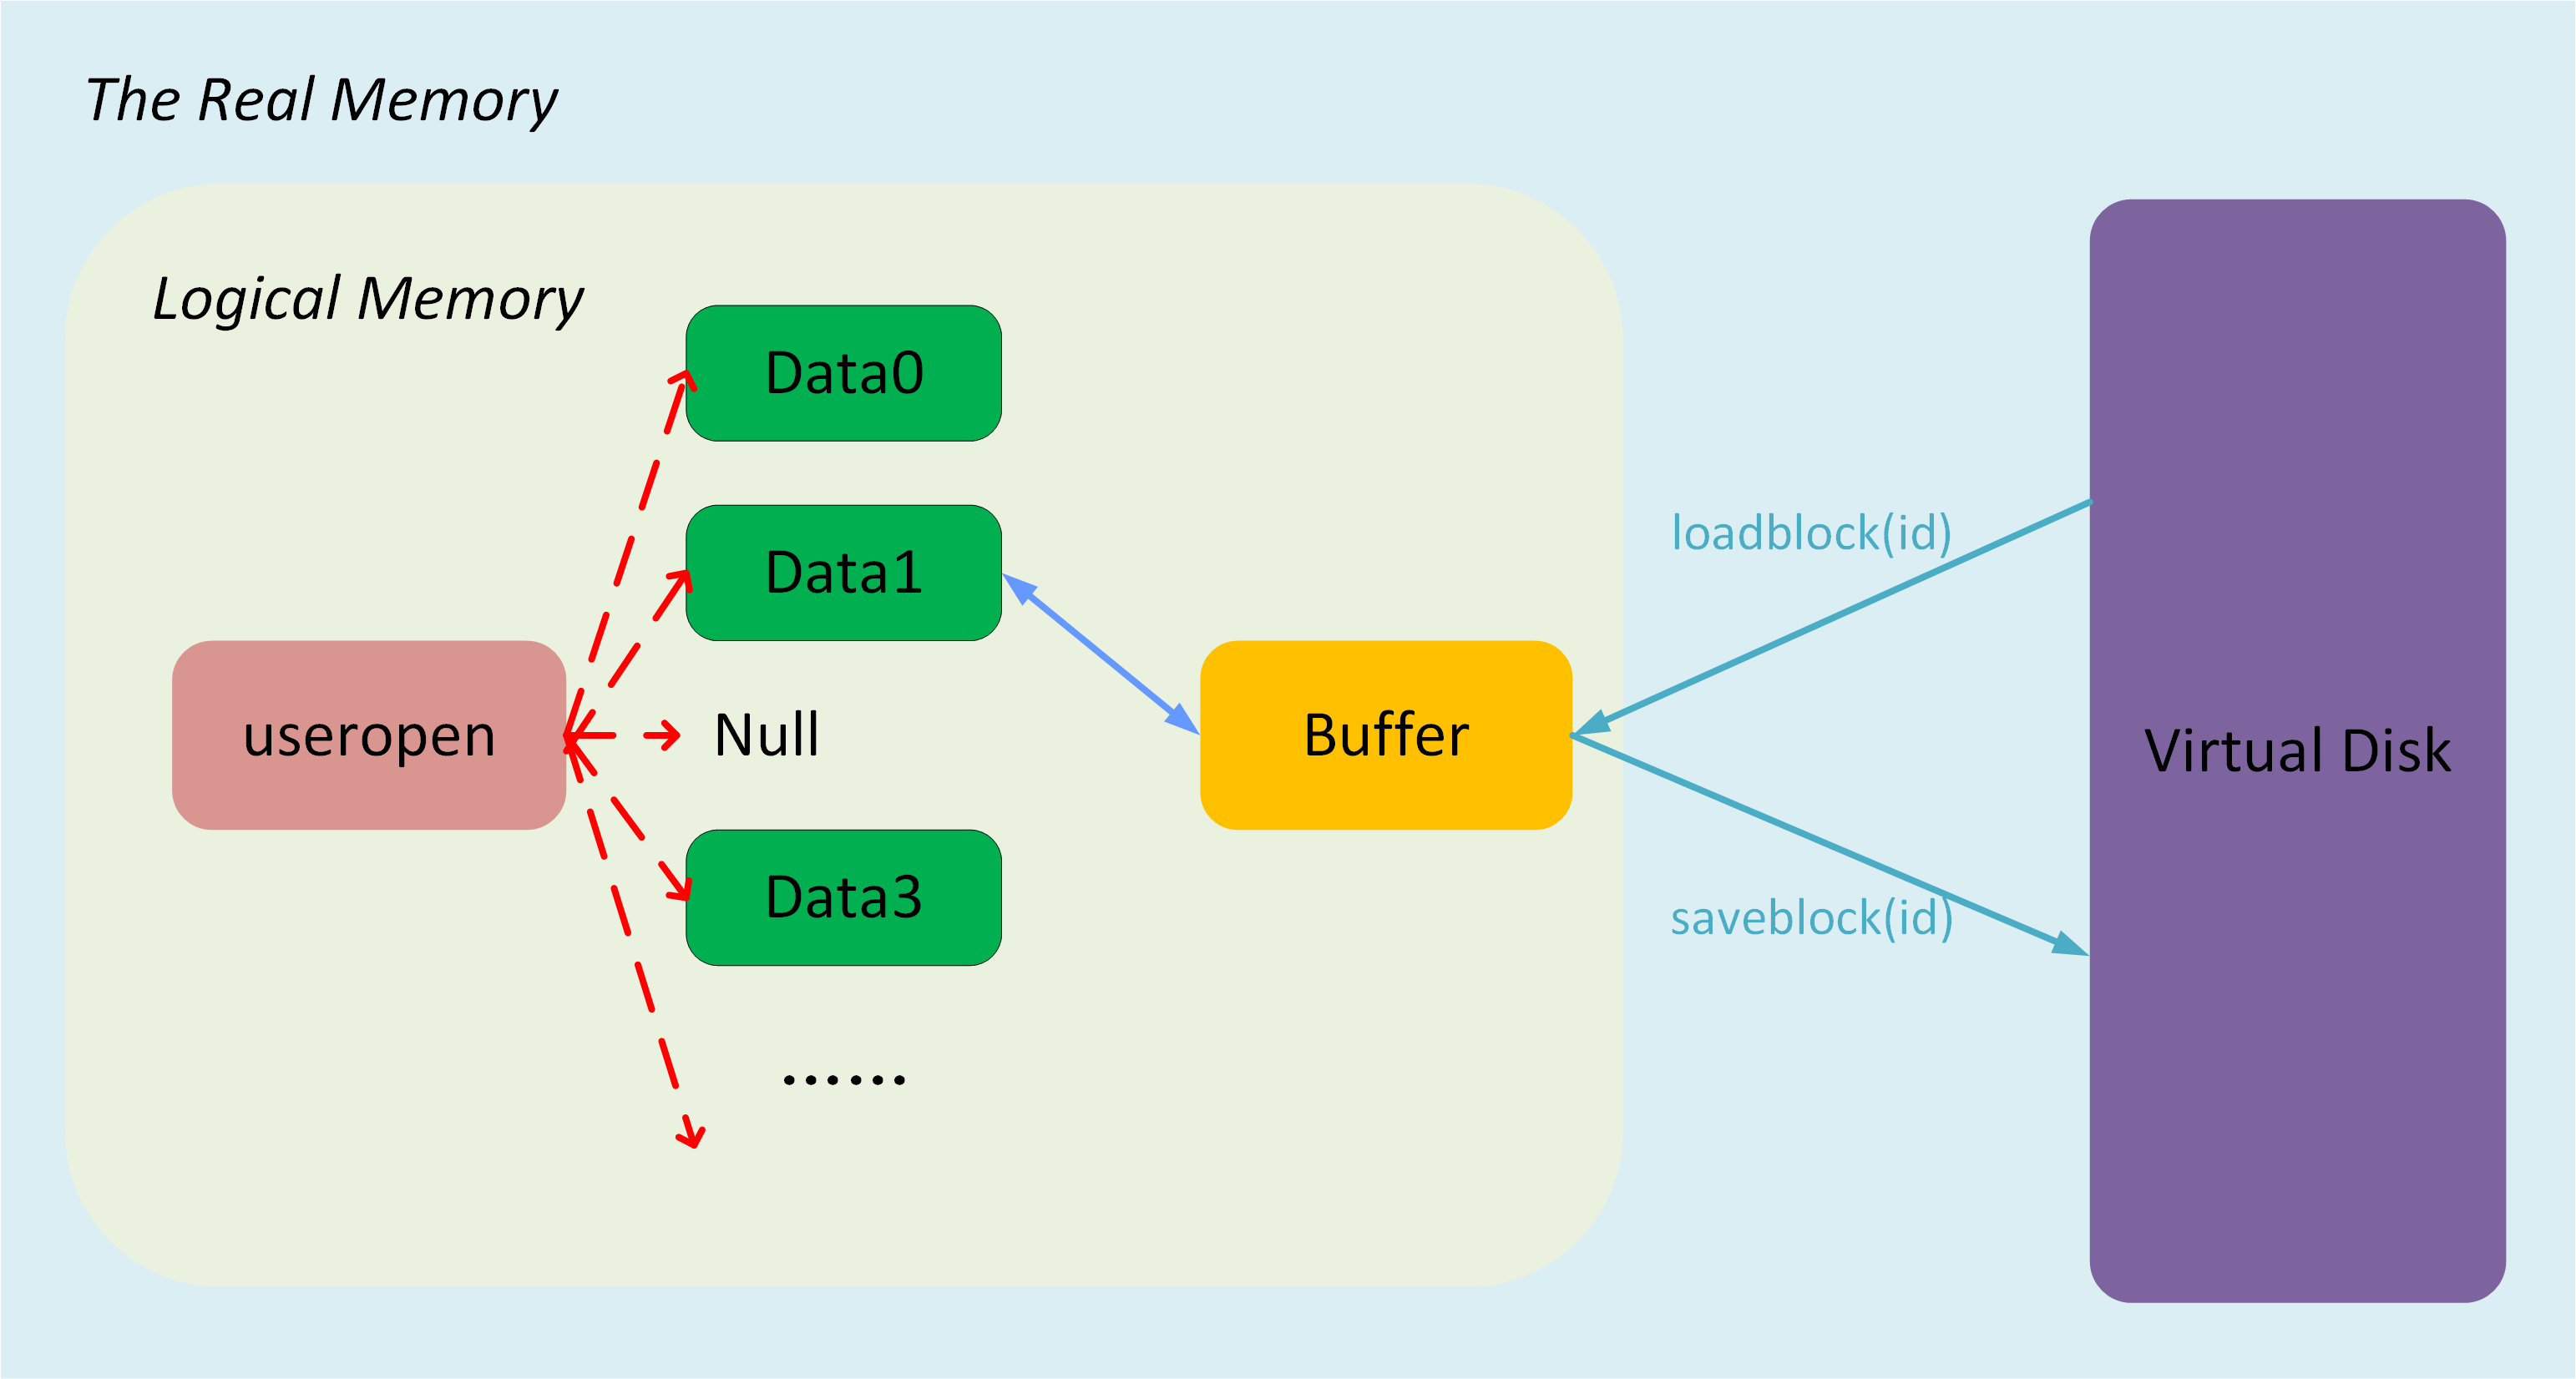 The Real Memory
Logical Memory
Data0
Data1
loadblock(id)
useropen
Null
Buffer
Virtual Disk
Data3
saveblock(id)
......